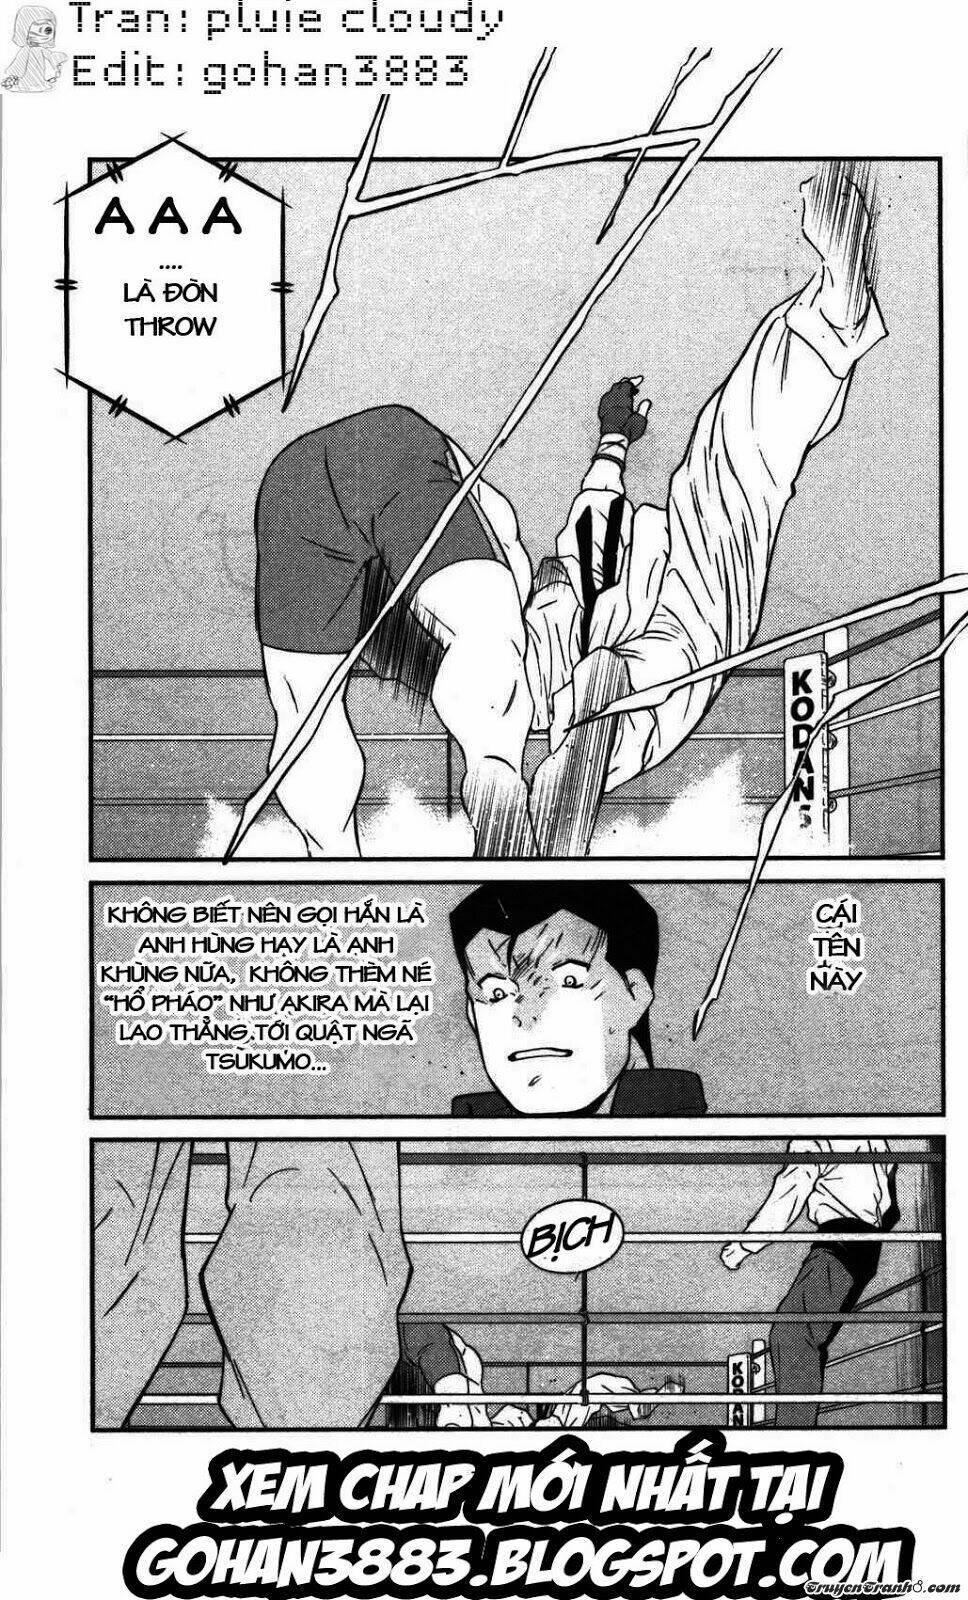 Tran: pluie cloudy
Edit: gohan3883
A A A
....
LÀ ĐÒN
THROW
KODAN
CÁI
TÊN
NÀY
KHÔNG BIẾT NÊN GỌI HẮN LÀ
ANH HÙNG HAY LÀ ANH
KHÙNG NỮA, KHÔNG THÈM NÉ
“HỔ PHÁO” NHƯ AKIRA MÀ LẠI
LAO THẲNG TỚI QUẬT NGÃ
TSUKUMO...
BỊCH
KODAN
XEM CHAP MỚI NHẤT TẠI
GOHAN3883.BLOGSPOT.COM
TruyenTranh8.com